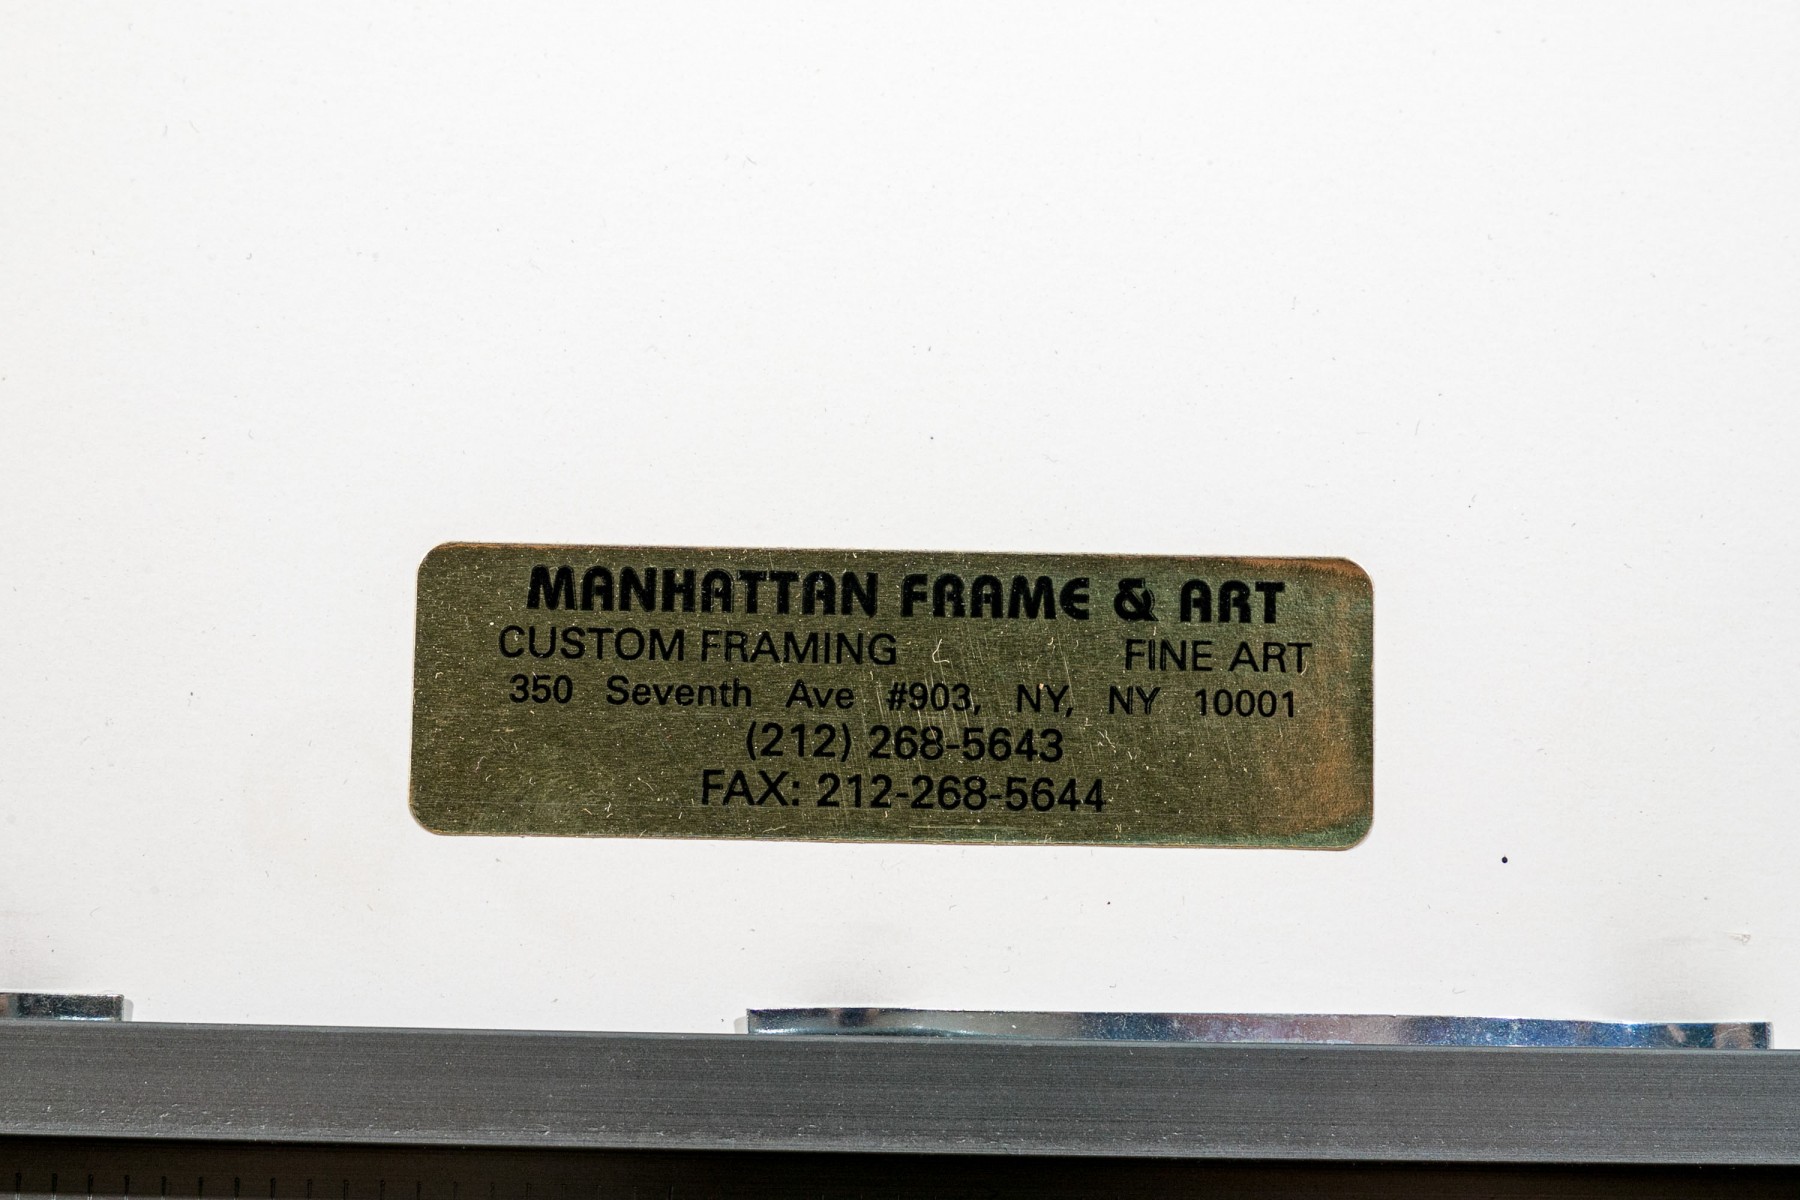 MANHATTAN FRAME & ART
CUSTOM FRAMING FINE ART
350 Seventh Ave #903, NY, NY 10001
(212) 268-5643
FAX: 212-268-5644